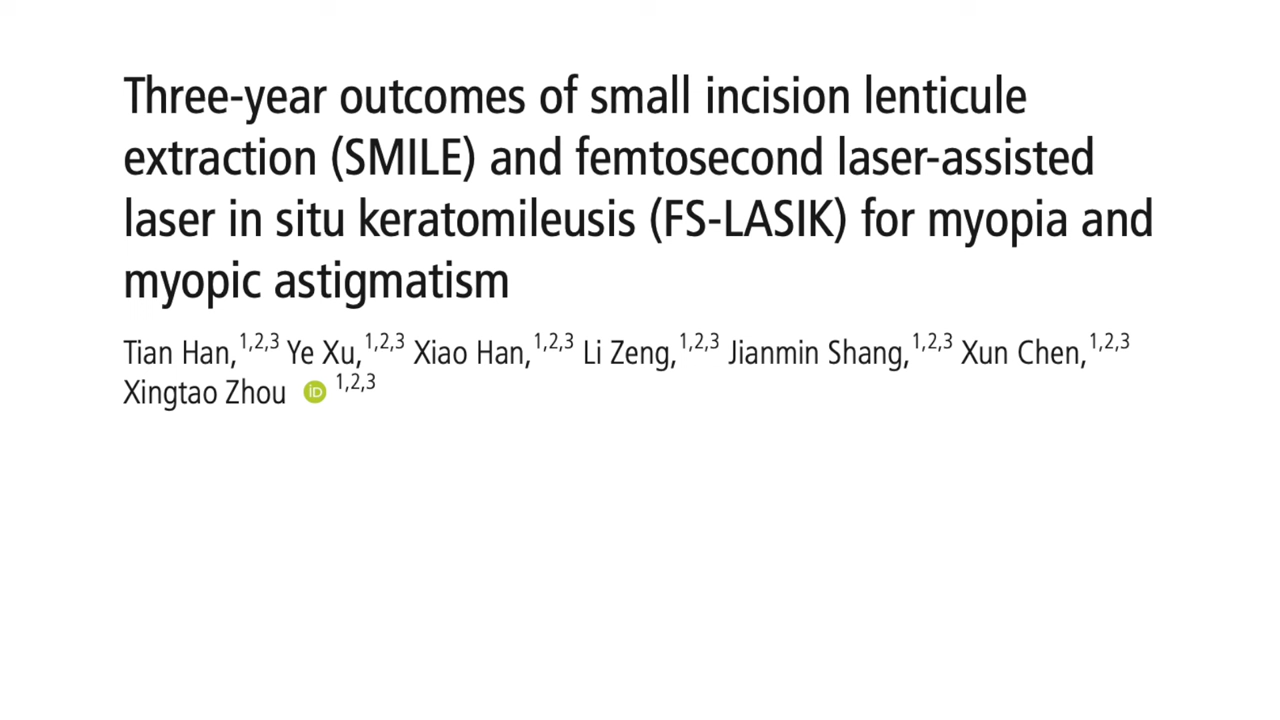 Three-year outcomes of small incision lenticule
extraction (SMILE) and femtosecond laser-assisted
laser in situ keratomileusis (FS-LASIK) for myopia and
myopic astigmatism
Tian Han,1,2,3 Ye Xu,1,2,3 Xiao Han,1,2,3 Li Zeng,1,2,3 Jianmin Shang,1,2,3 Xun Chen,1,2,3
Xingtao Zhou iD 1,2,3